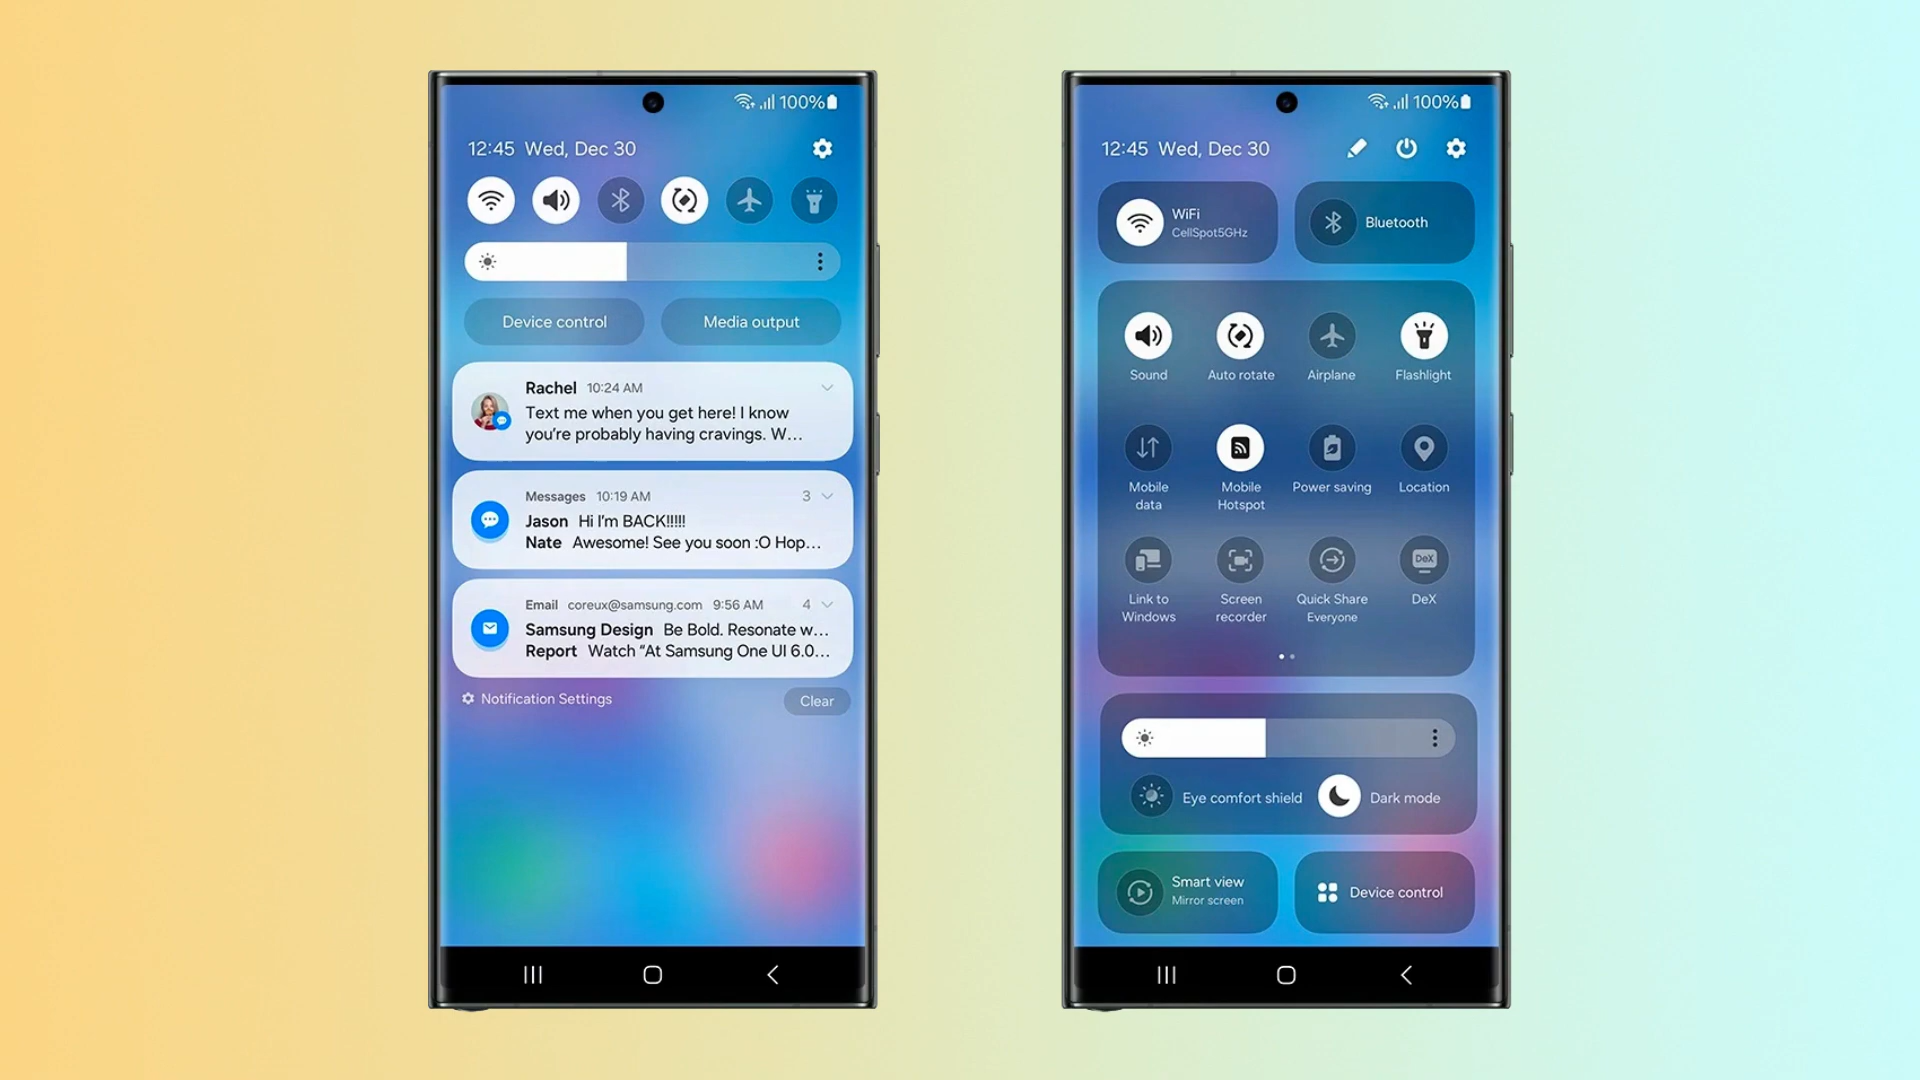 100%
12:45 Wed, Dec 30
Device control
Media output
Rachel 10:24 AM
Text me when you get here! I know
you're probably having cravings. W...
Messages 10:19 AM 3
Jason Hi I'm BACK!!!!!
Nate Awesome! See you soon :O Hop...
Email coreux@samsung.com 9:56 AM 4
Samsung Design Be Bold. Resonate w...
Report Watch “At Samsung One UI 6.0...
Notification Settings
Clear
100%
12:45 Wed, Dec 30
WiFi
CellSpot5GHz
Bluetooth
Sound
Auto rotate
Airplane
Flashlight
Mobile
data
Mobile
Hotspot
Power saving
Location
Link to
Windows
Screen
recorder
Quick Share
Everyone
DeX
DeX
Eye comfort shield
Dark mode
Smart view
Mirror screen
Device control